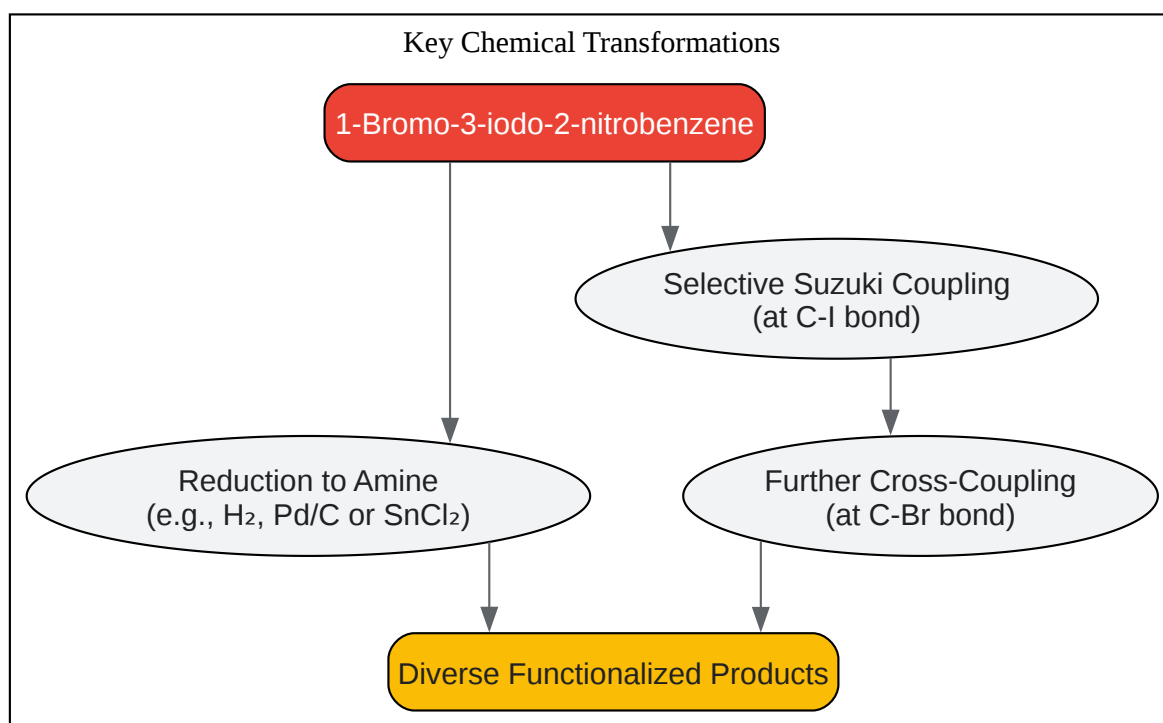 Key Chemical Transformations
1-Bromo-3-iodo-2-nitrobenzene
Selective Suzuki Coupling
(at C-I bond)
Reduction to Amine
(e.g., H₂, Pd/C or SnCl₂)
Further Cross-Coupling
(at C-Br bond)
Diverse Functionalized Products